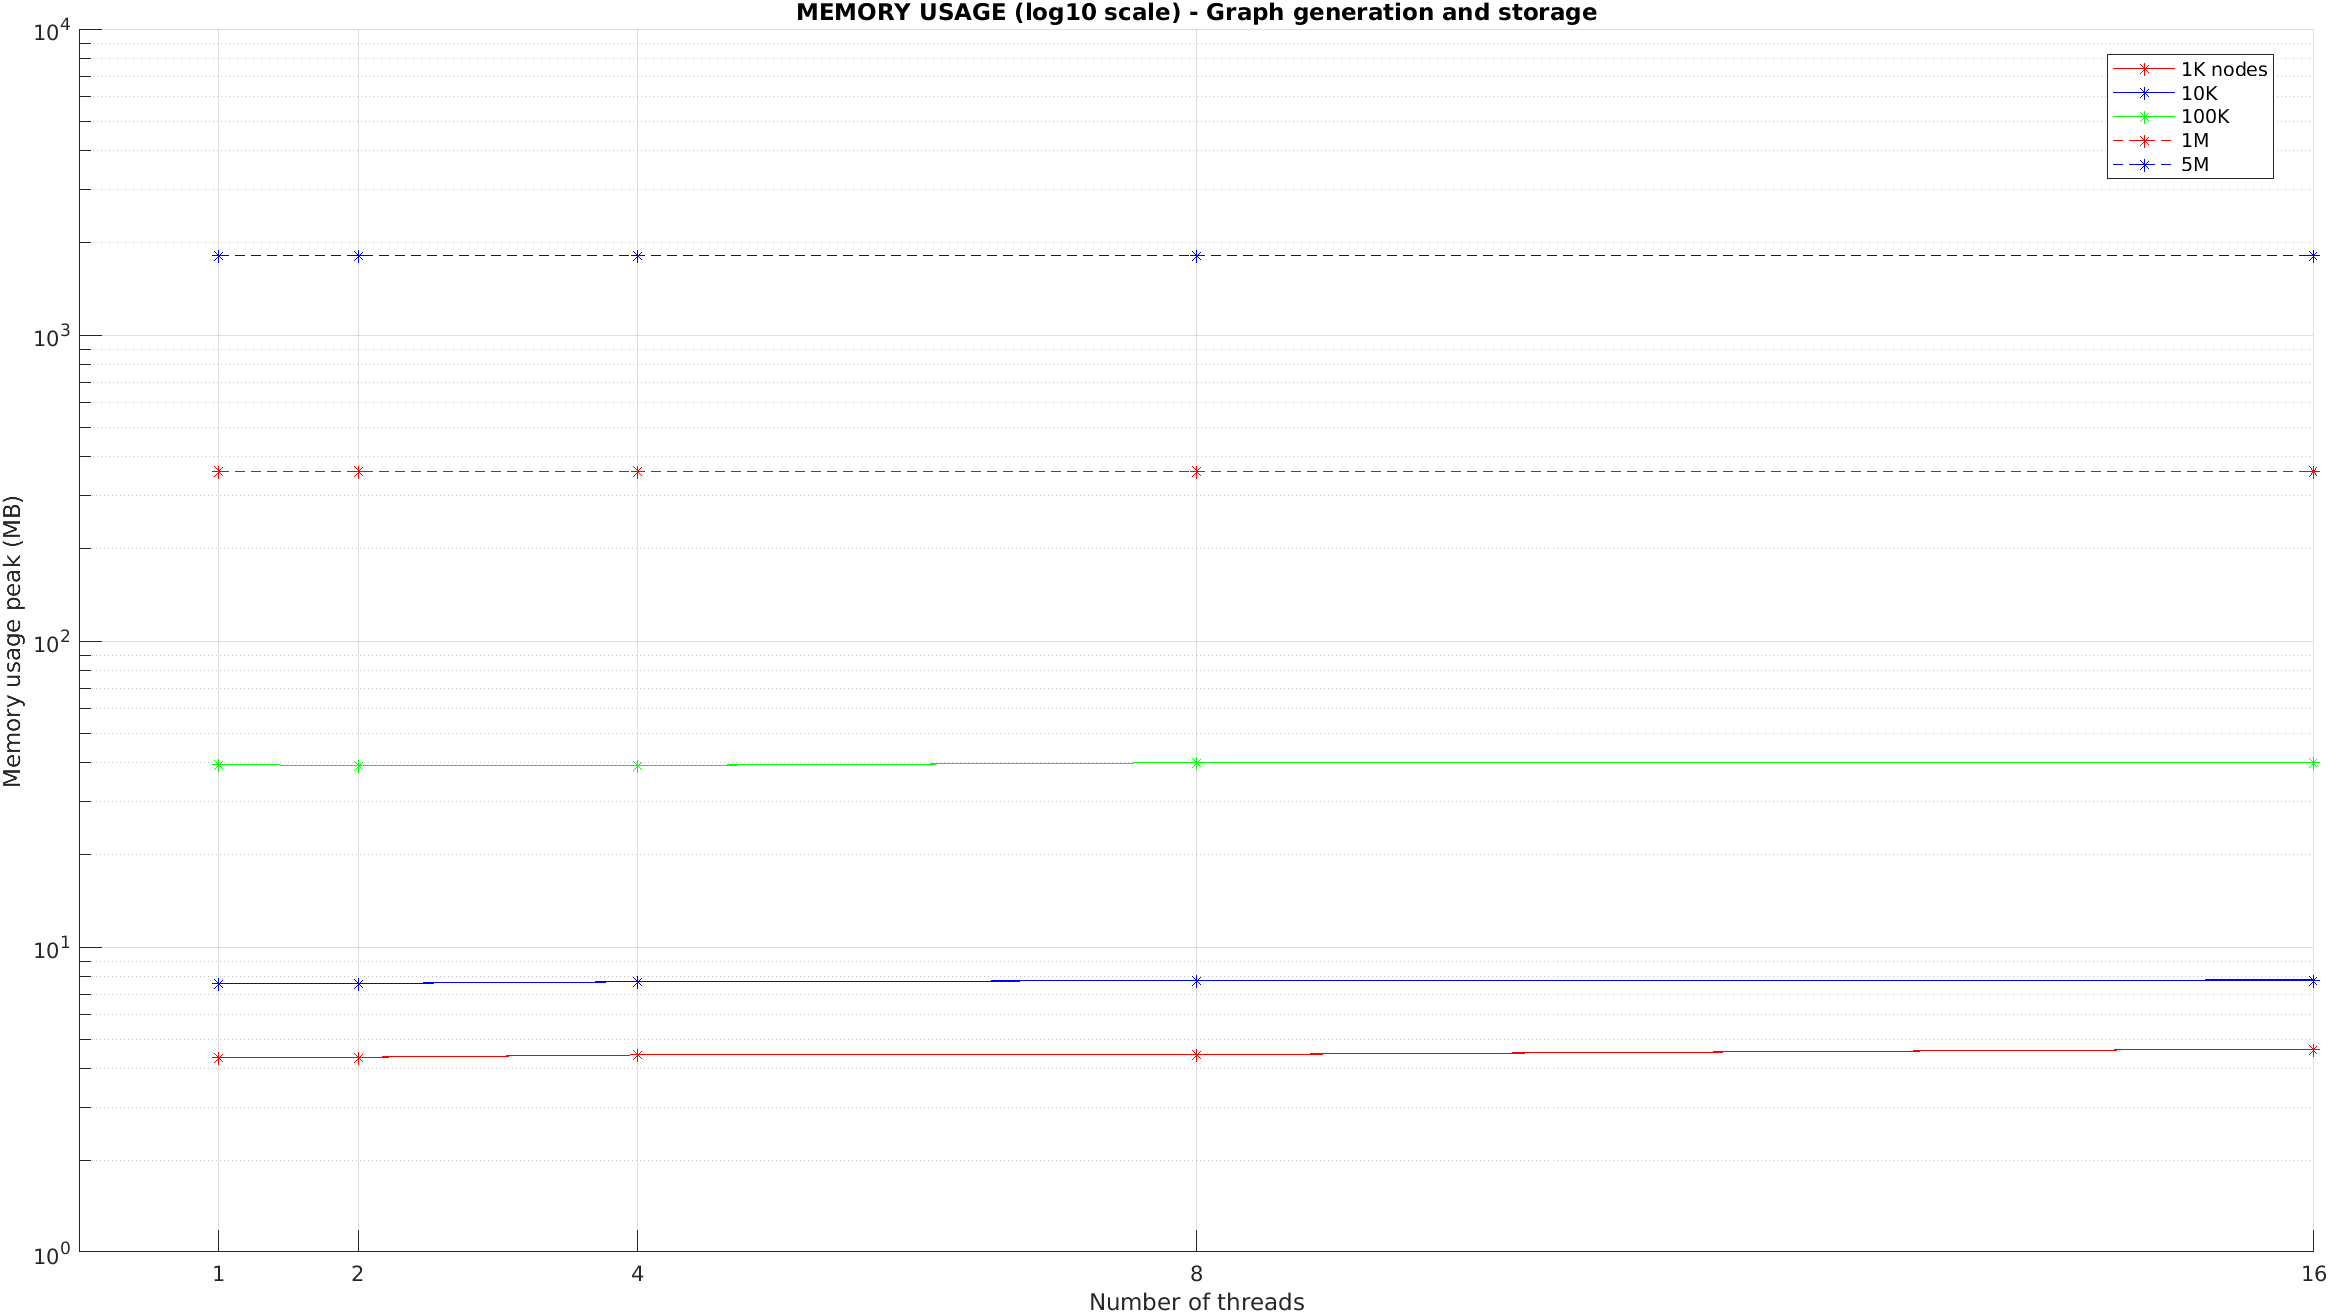 MEMORY USAGE (log10 scale) - Graph generation and storage
10^4
10^3
10^2
10^1
10^0
Memory usage peak (MB)
1K nodes
10K
100K
1M
5M
1 2 4 8 16
Number of threads